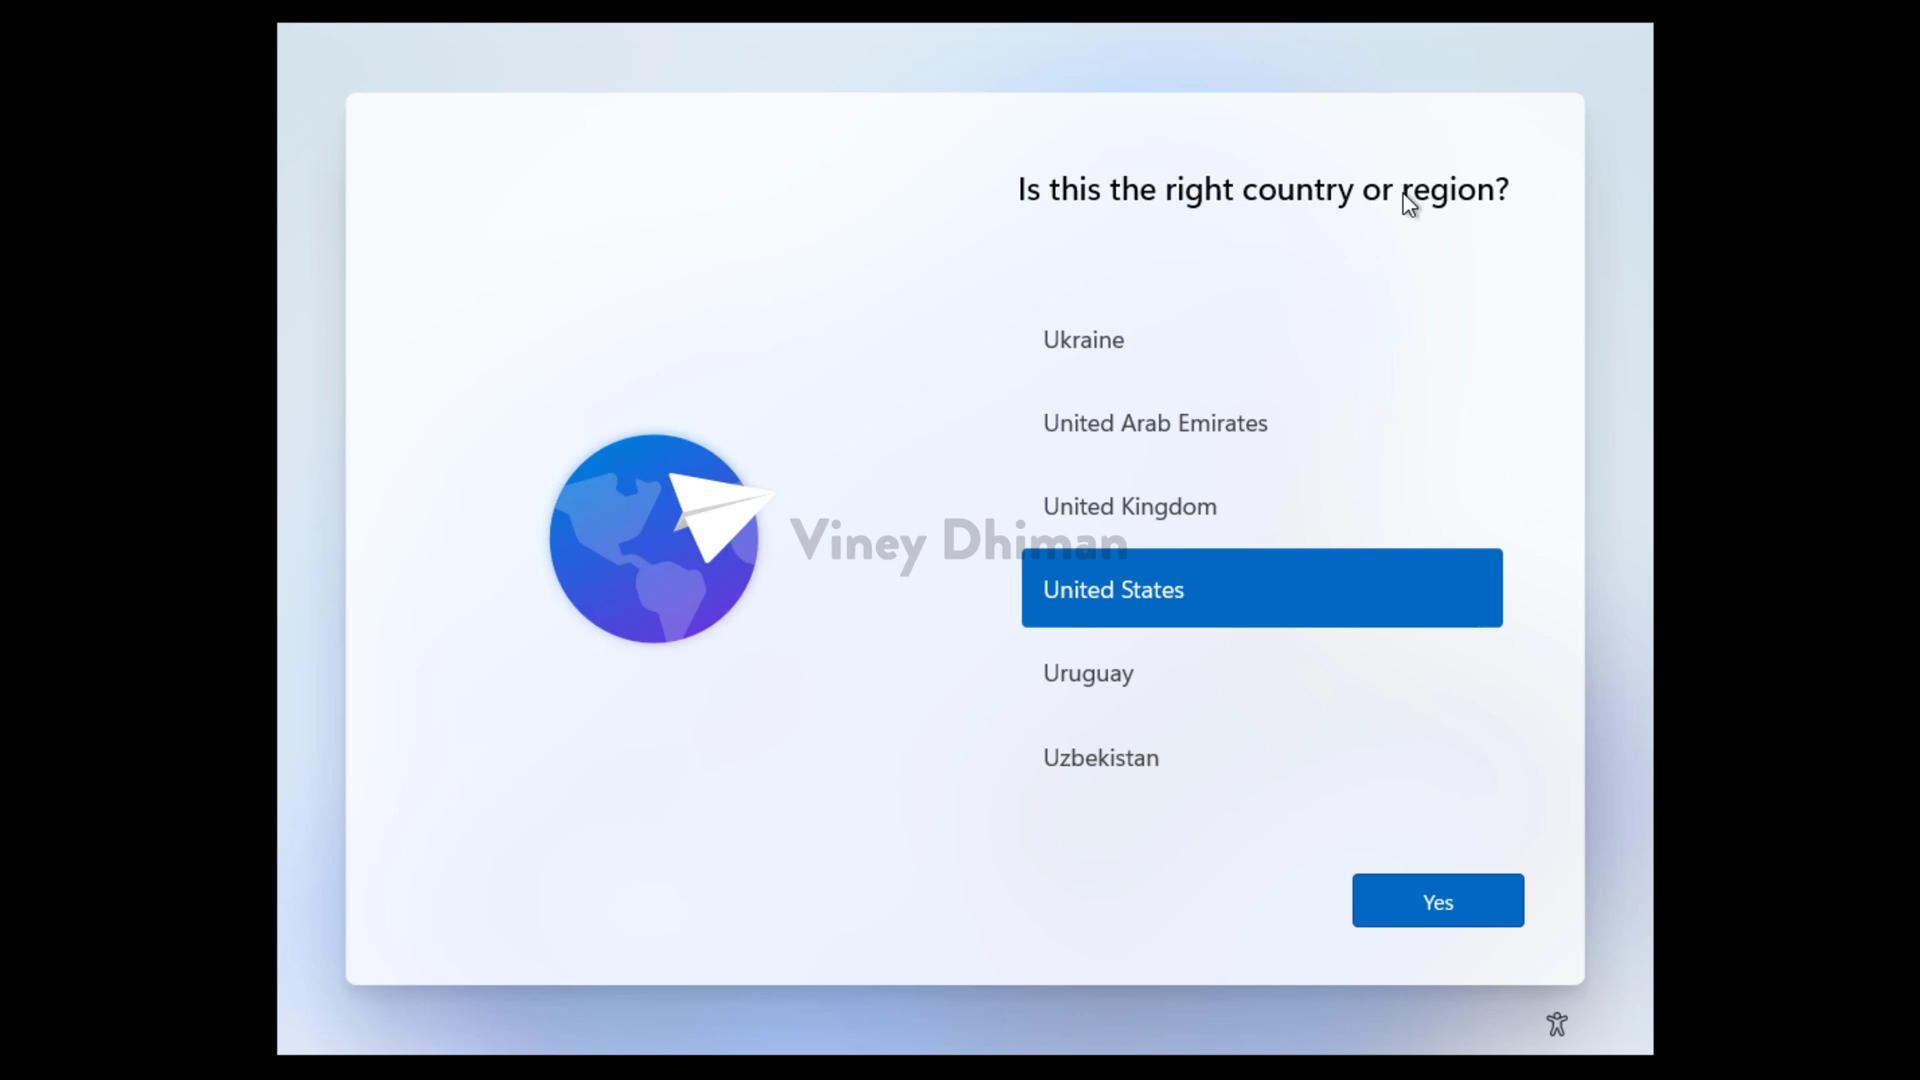 Is this the right country or region?
Ukraine
United Arab Emirates
United Kingdom
Viney Dhiman
United States
Uruguay
Uzbekistan
Yes